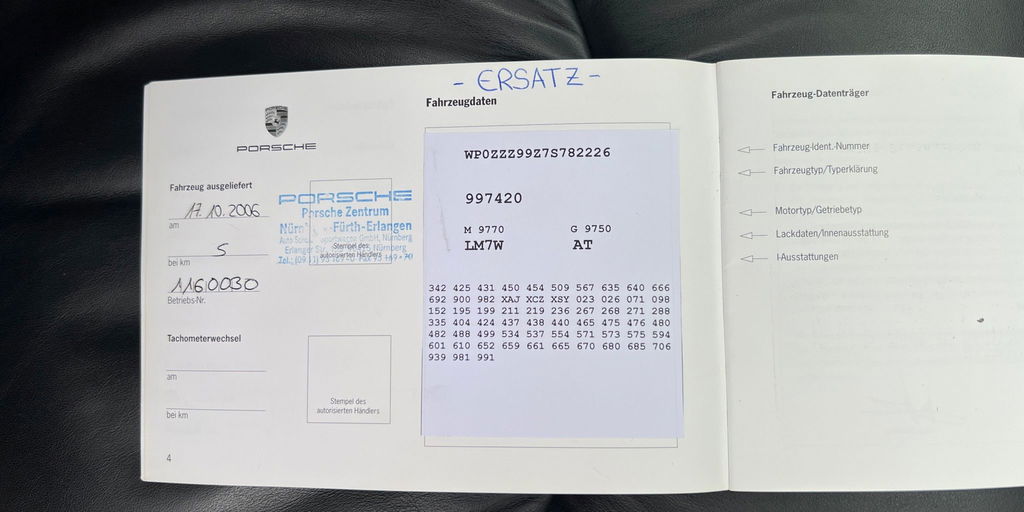 - ERSATZ -
PORSCHE
Fahrzeug ausgeliefert
17.10.2006
am
5
bei km
1160030
Betriebs-Nr.
PORSCHE
Porsche Zentrum
-Fürth-Erlangen
GmbH, Nürnberg
Erlanger Nürnberg
Stempel des
autorisierten Händlers
Tachometerwechsel
am
bei km
Stempel des
autorisierten Händlers
4
Fahrzeugdaten
WP0ZZZ99Z7S782226
997420
M 9770 G 9750
LM7W AT
342 425 431 450 454 509 567 635 640 666
692 900 982 XAJ XCZ XSY 023 026 071 098
152 195 199 211 219 236 267 268 271 288
335 404 424 437 438 440 465 475 476 480
482 488 499 534 537 554 571 573 575 594
601 610 652 659 661 665 670 680 685 706
939 981 991
Fahrzeug-Datenträger
Fahrzeug-Ident.-Nummer
Fahrzeugtyp/Typerklärung
Motortyp/Getriebetyp
Lackdaten/Innenausstattung
I-Ausstattungen